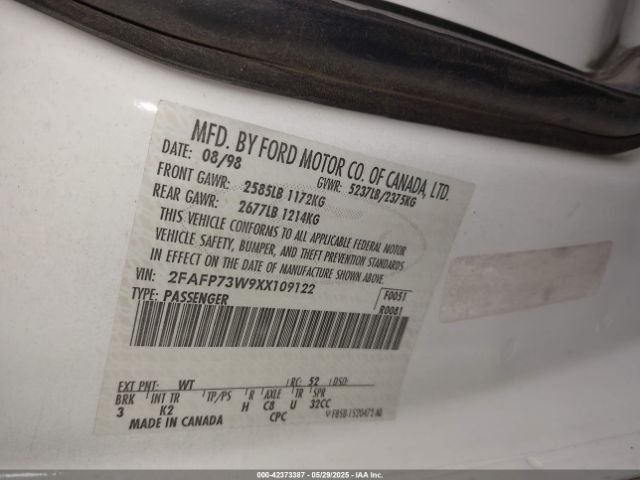 MFD. BY FORD MOTOR CO. OF CANADA, LTD.
DATE: 08/98 GVWR: 5237LB/2375KG
FRONT GAWR: 2585LB 1172KG
REAR GAWR: 2677LB 1214KG
THIS VEHICLE CONFORMS TO ALL APPLICABLE FEDERAL MOTOR
VEHICLE SAFETY, BUMPER, AND THEFT PREVENTION STANDARDS
IN EFFECT ON THE DATE OF MANUFACTURE SHOWN ABOVE.
VIN: 2FAFP73W9XX109122 F0051
TYPE: PASSENGER R0081
EXT PNT: WT RC: 52 DSO:
BRK INT TR TP/PS R AXLE TR SPR
3 K2 H C8 U 32CC
MADE IN CANADA CPC
000-42373387 - 05/29/2025 - IAA Inc.